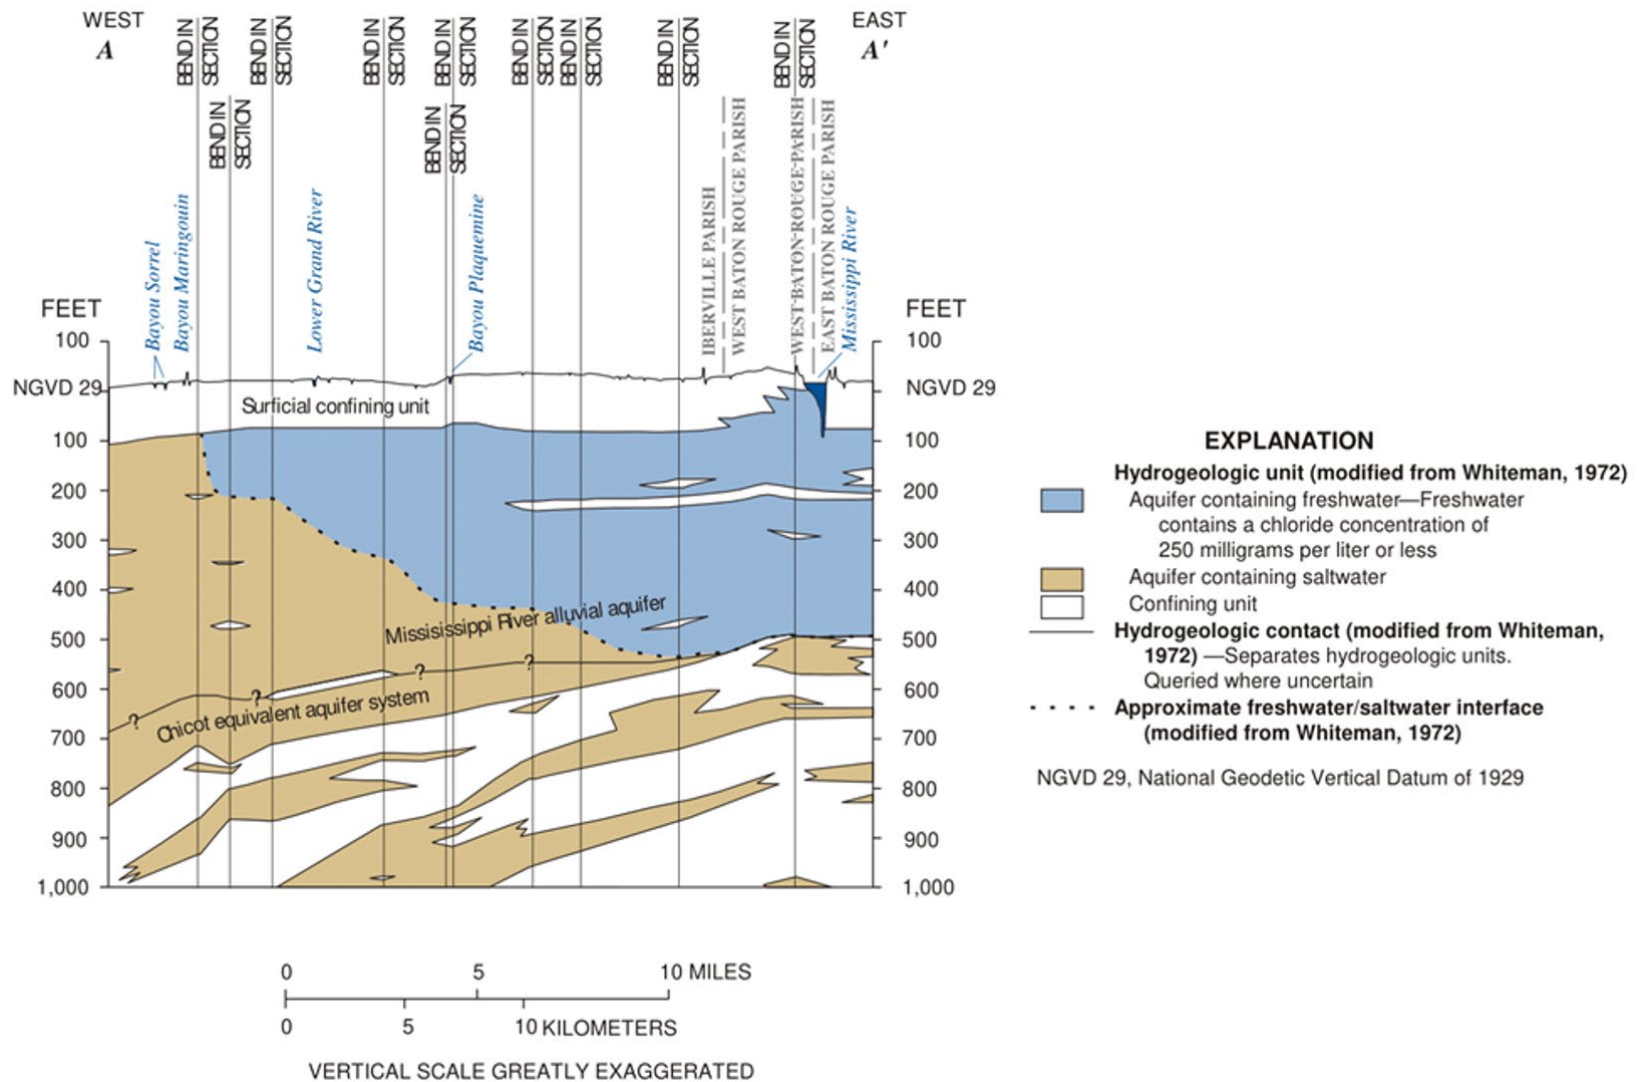 WEST
A
EAST
A'
BEND IN
SECTION
BEND IN
SECTION
BEND IN
SECTION
BEND IN
SECTION
BEND IN
SECTION
BEND IN
SECTION
BEND IN
SECTION
BEND IN
SECTION
BEND IN
SECTION
BEND IN
SECTION
Bayou Sorrel
Bayou Maringouin
Lower Grand River
Bayou Plaquemine
IBERVILLE PARISH
WEST BATON ROUGE PARISH
WEST BATON ROUGE PARISH
EAST BATON ROUGE PARISH
Mississippi River
FEET
100
NGVD 29
100
200
300
400
500
600
700
800
900
1,000
FEET
100
NGVD 29
100
200
300
400
500
600
700
800
900
1,000
Surficial confining unit
Missisissippi River alluvial aquifer
?
?
?
?
Chicot equivalent aquifer system
EXPLANATION
Hydrogeologic unit (modified from Whiteman, 1972)
Aquifer containing freshwater—Freshwater
contains a chloride concentration of
250 milligrams per liter or less
Aquifer containing saltwater
Confining unit
Hydrogeologic contact (modified from Whiteman,
1972) —Separates hydrogeologic units.
Queried where uncertain
Approximate freshwater/saltwater interface
(modified from Whiteman, 1972)
NGVD 29, National Geodetic Vertical Datum of 1929
0 5 10 MILES
0 5 10 KILOMETERS
VERTICAL SCALE GREATLY EXAGGERATED